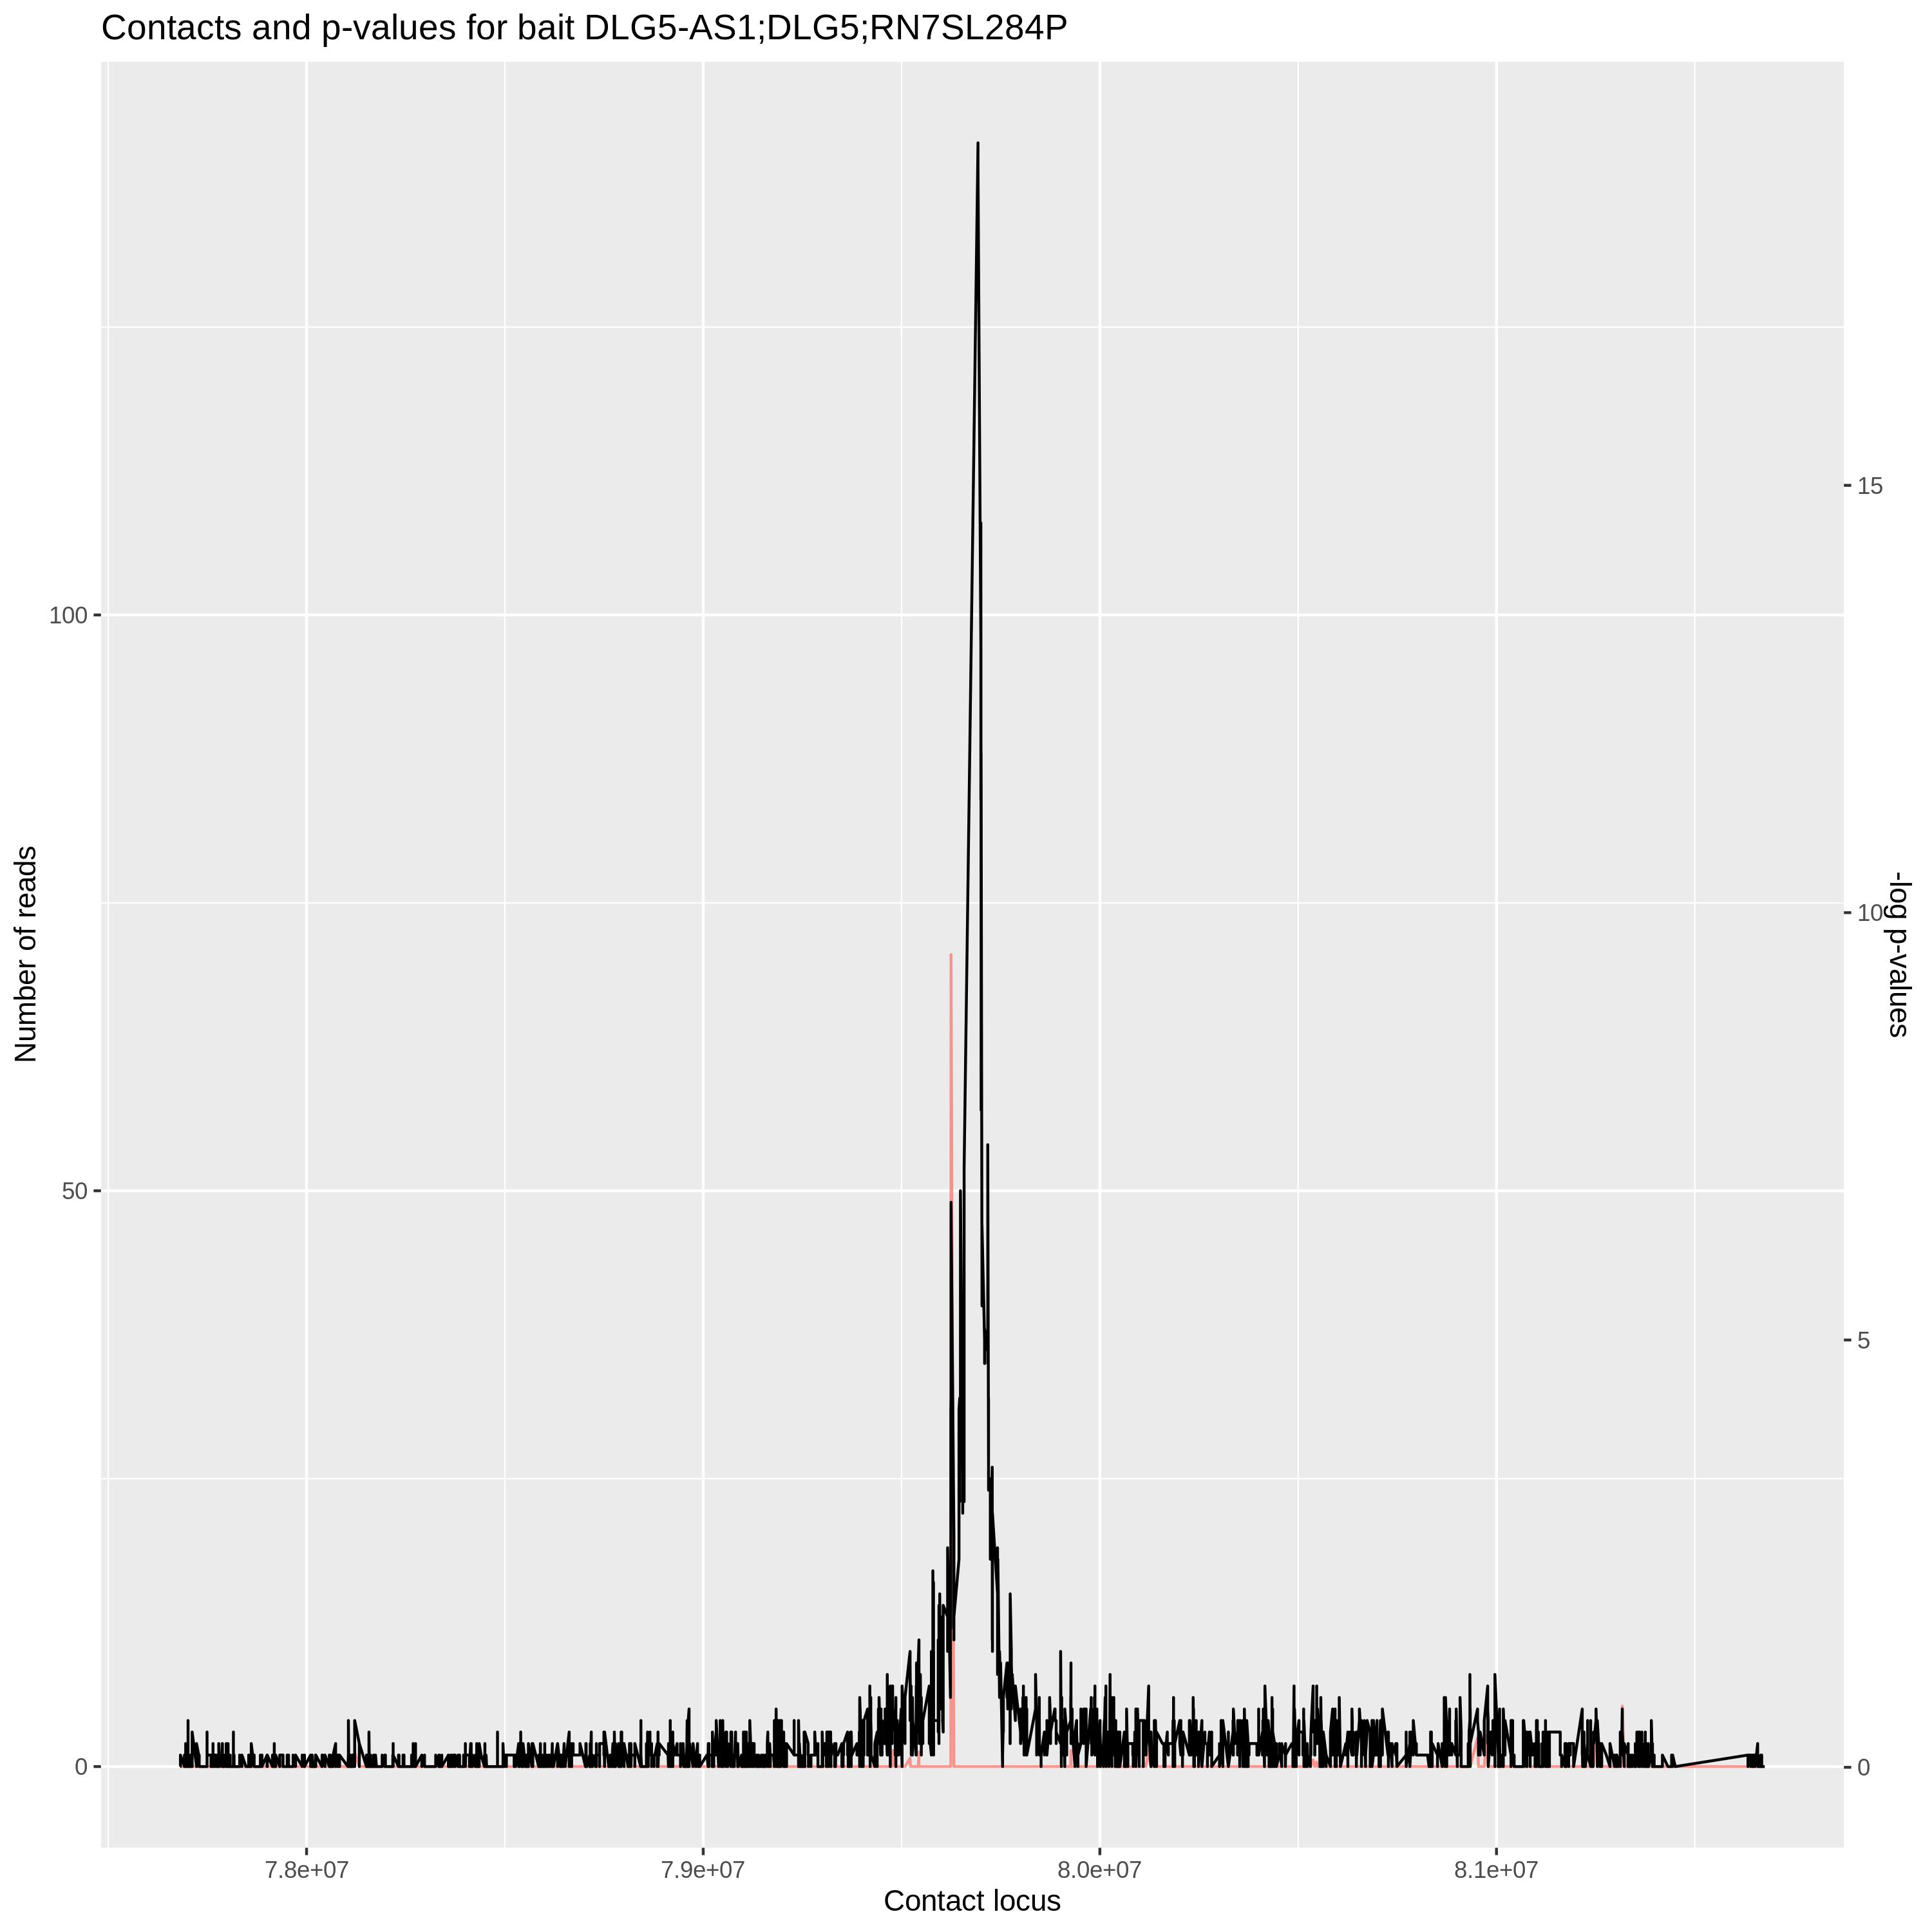 Contacts and p-values for bait DLG5-AS1;DLG5;RN7SL284P
Number of reads
100
50
0
15
10
5
0
-log p-values
7.8e+07 7.9e+07 8.0e+07 8.1e+07
Contact locus